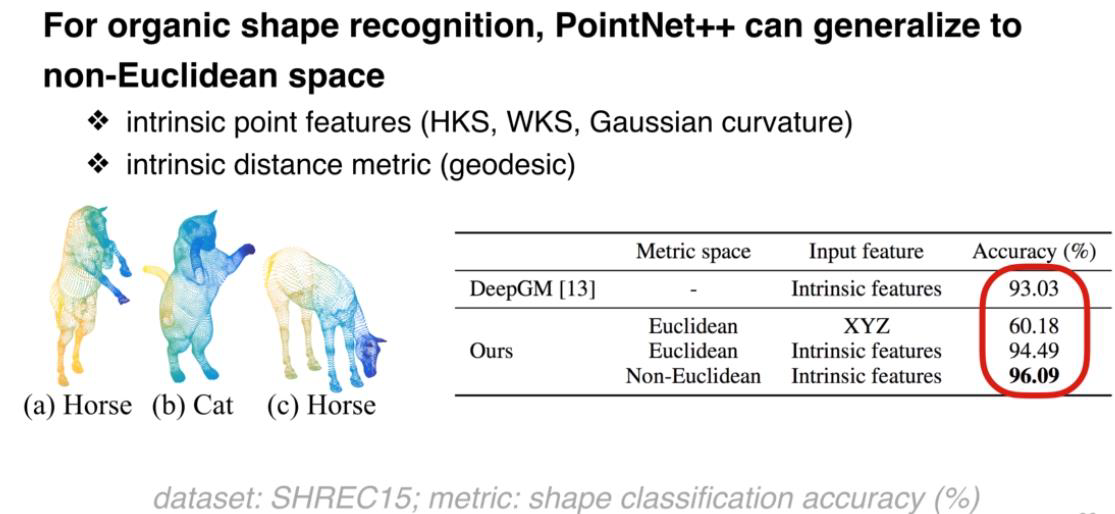 For organic shape recognition, PointNet++ can generalize to
non-Euclidean space
❖ intrinsic point features (HKS, WKS, Gaussian curvature)
❖ intrinsic distance metric (geodesic)
Metric space Input feature Accuracy (%)
DeepGM [13] - Intrinsic features 93.03
Euclidean XYZ 60.18
Ours Euclidean Intrinsic features 94.49
Non-Euclidean Intrinsic features 96.09
(a) Horse (b) Cat (c) Horse
dataset: SHREC15; metric: shape classification accuracy (%)